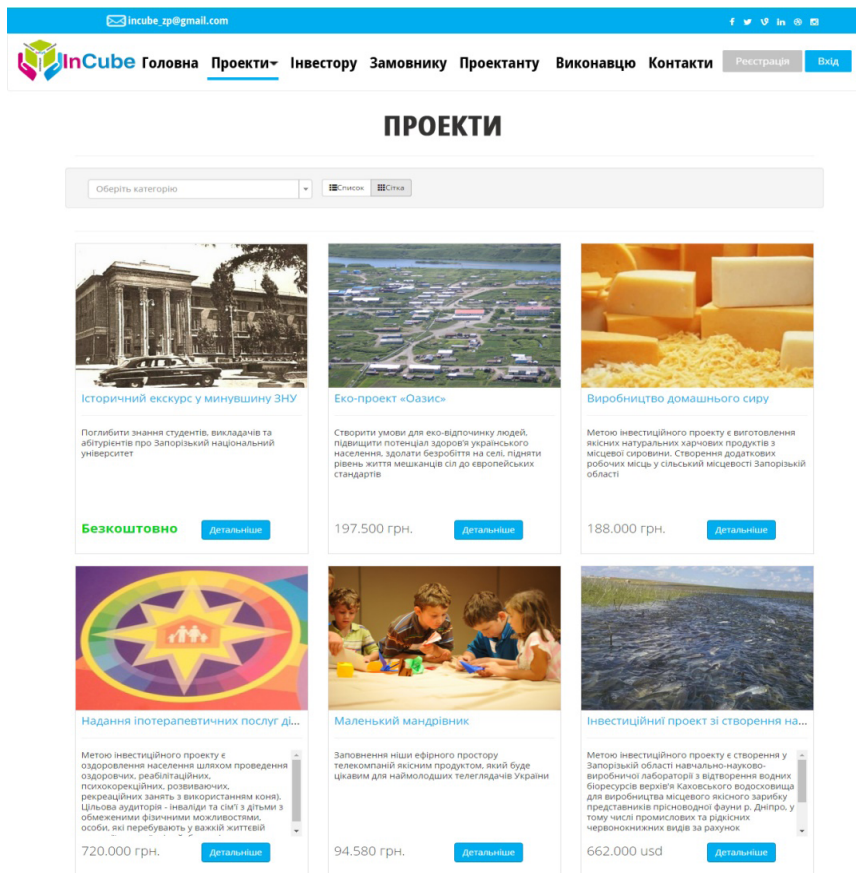 incube_zp@gmail.com
InCube Головна Проекти Інвестору Замовнику Проектанту Виконавцю Контакти Реєстрація Вхід
ПРОЕКТИ
Оберіть категорію Список Сітка
Історичний екскурс у минувшину ЗНУ
Поглибити знання студентів, викладачів та
абітурієнтів про Запорізький національний
університет
Безкоштовно Детальніше
Еко-проект «Оазис»
Створити умови для еко-відпочинку людей,
підвищити потенціал здоров'я українського
населення, здолати безробіття на селі, підняти
рівень життя мешканців сіл до європейських
стандартів
197.500 грн. Детальніше
Виробництво домашнього сиру
Метою інвестиційного проекту є виготовлення
якісних натуральних харчових продуктів з
місцевої сировини. Створення додаткових
робочих місць у сільський місцевості Запорізькій
області
188.000 грн. Детальніше
Надання іпотерапевтичних послуг ді...
Метою інвестиційного проекту є
оздоровлення населення шляхом проведення
оздоровчих, реабілітаційних,
психокорекційних, розвиваючих,
рекреаційних занять з використанням коня).
Цільова аудиторія - інваліди та сім'ї з дітьми з
обмеженими фізичними можливостями,
особи, які перебувають у важкій життєвій
720.000 грн. Детальніше
Маленький мандрівник
Заповнення ніши ефірного простору
телекомпаній якісним продуктом, який буде
цікавим для наймолодших телеглядачів України
94.580 грн. Детальніше
Інвестиційниї проект зі створення на...
Метою інвестиційного проекту є створення у
Запорізькій області навчально-науково-
виробничої лабораторії з відтворення водних
біоресурсів верхів'я Каховського водосховища
для виробництва місцевого якісного зарибку
представників прісноводної фауни р. Дніпро, у
тому числі промислових та рідкісних
червонокнижних видів за рахунок
662.000 usd Детальніше